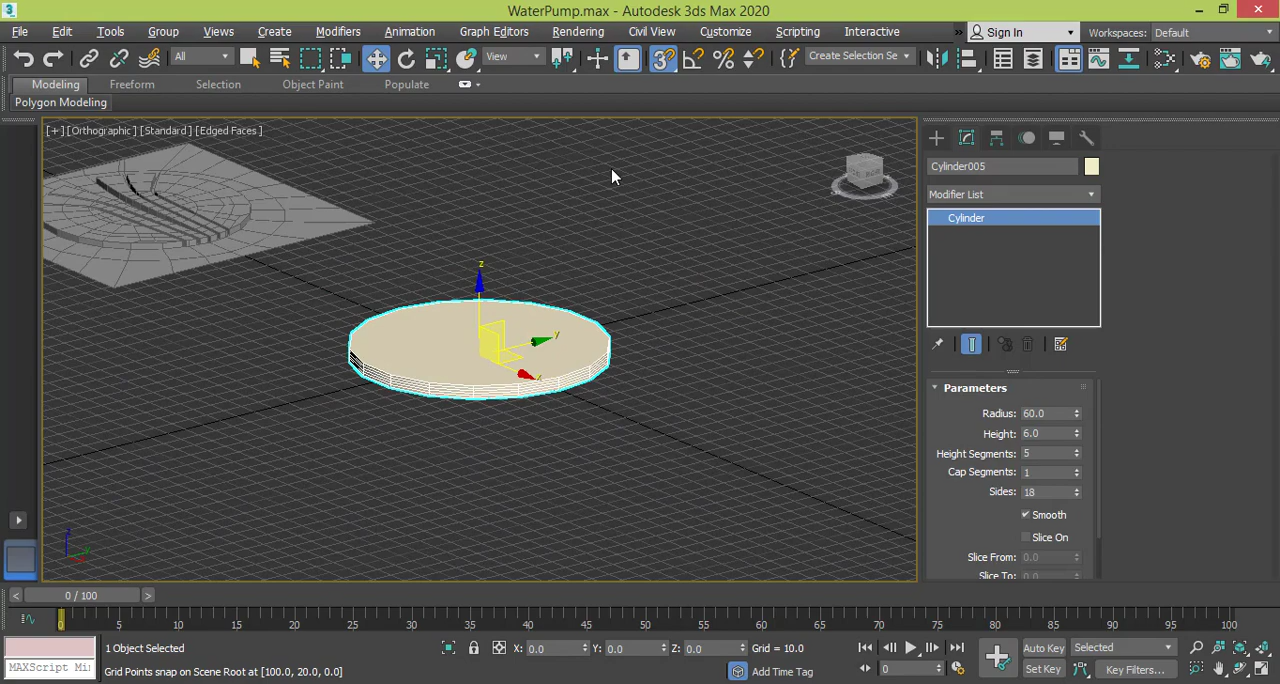 WaterPump.max - Autodesk 3ds Max 2020
File Edit Tools Group Views Create Modifiers Animation Graph Editors Rendering Civil View Customize Scripting Interactive » Sign In Workspaces: Default
All View Create Selection Se
Modeling Freeform Selection Object Paint Populate
Polygon Modeling
[+] [Orthographic] [Standard] [Edged Faces]
Cylinder005
Modifier List
Cylinder
z
y
x
Parameters
Radius: 60.0
Height: 6.0
Height Segments: 5
Cap Segments: 1
Sides: 18
Smooth
Slice On
Slice From: 0.0
Slice To: 0.0
< 0 / 100 >
0 5 10 15 20 25 30 35 40 45 50 55 60 65 70 75 80 85 90 95 100
1 Object Selected X: 0.0 Y: 0.0 Z: 0.0 Grid = 10.0 Auto Key Selected
MAXScript Mi Grid Points snap on Scene Root at [100.0, 20.0, 0.0] Add Time Tag 0 Set Key Key Filters...